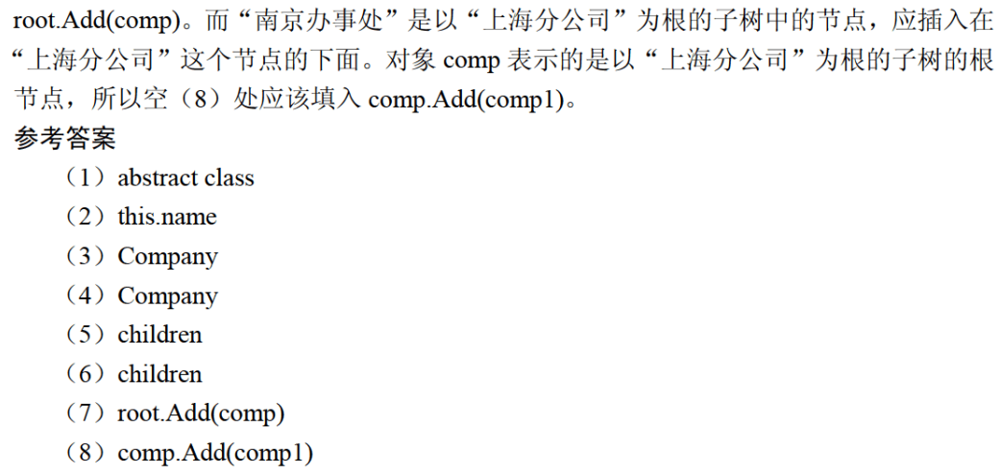 root.Add(comp)。而“南京办事处”是以“上海分公司”为根的子树中的节点，应插入在
“上海分公司”这个节点的下面。对象 comp 表示的是以“上海分公司”为根的子树的根
节点，所以空（8）处应该填入 comp.Add(comp1)。
参考答案
（1）abstract class
（2）this.name
（3）Company
（4）Company
（5）children
（6）children
（7）root.Add(comp)
（8）comp.Add(comp1)